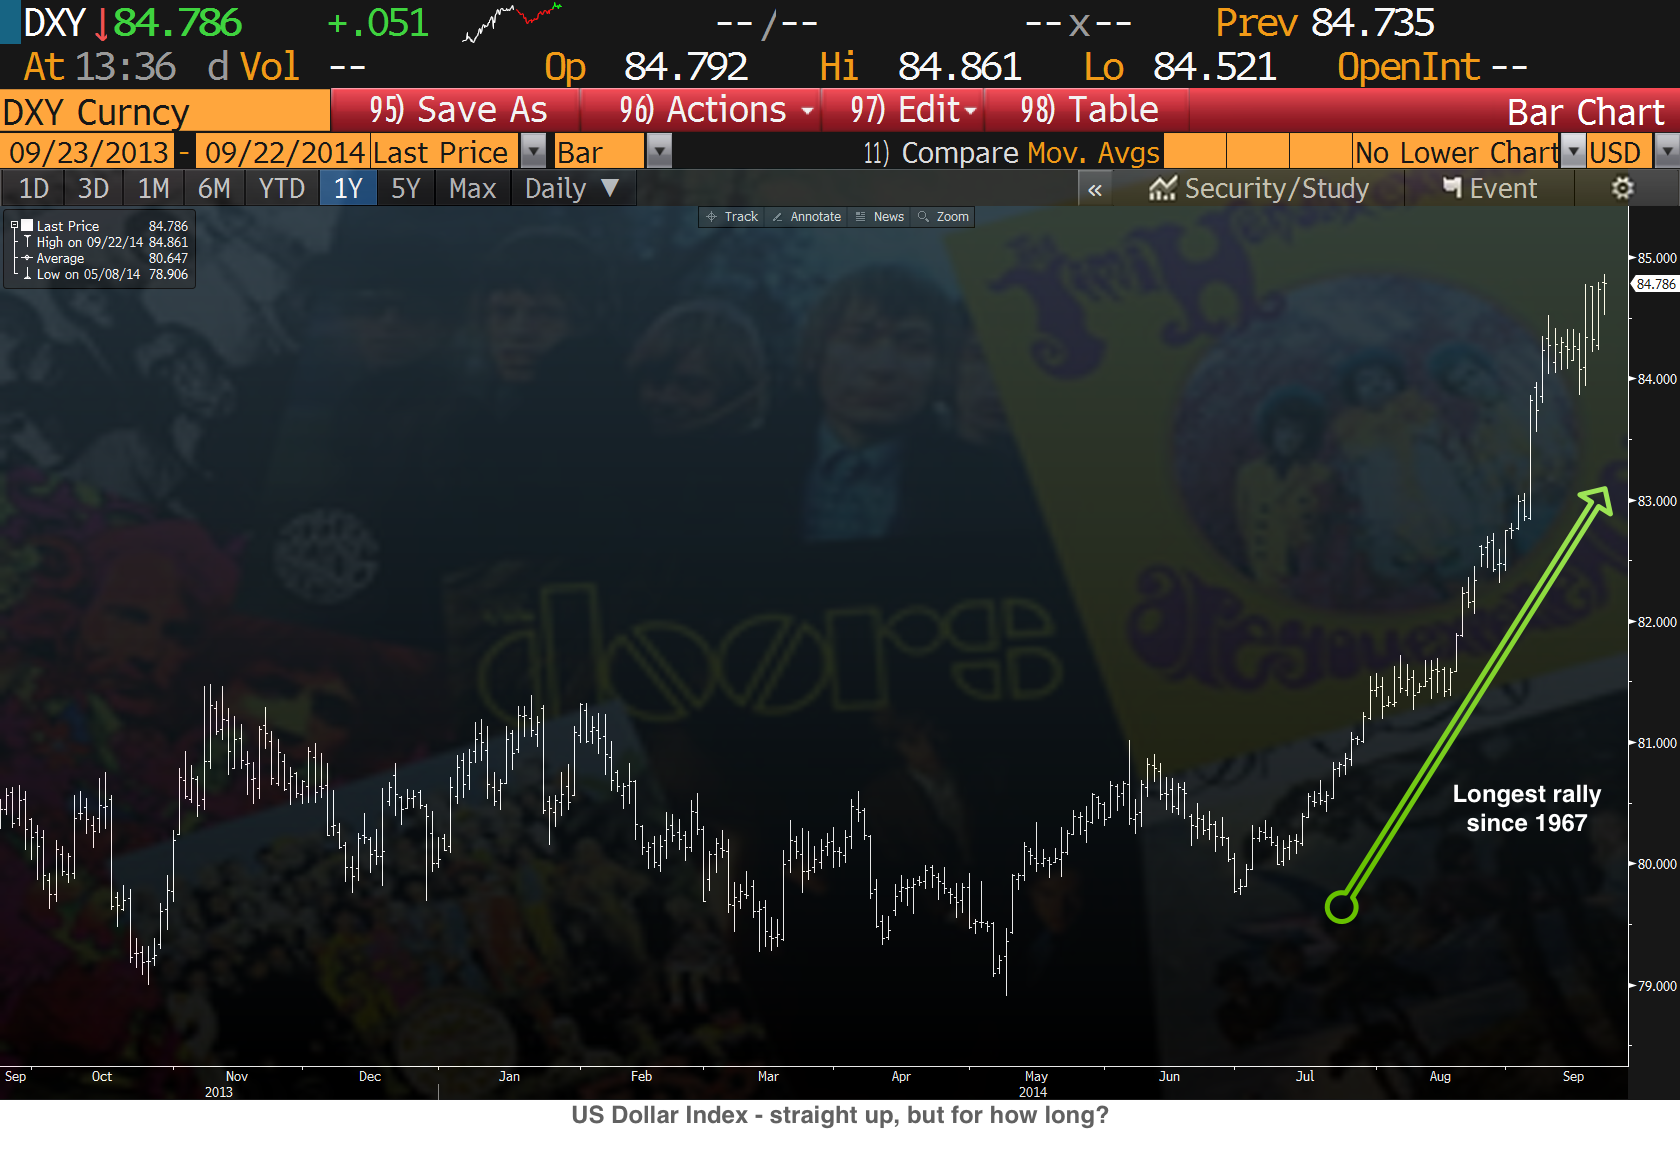 DXY ↓84.786 +.051 --/-- --x-- Prev 84.735
At 13:36 d Vol -- Op 84.792 Hi 84.861 Lo 84.521 OpenInt --
DXY Curncy 95) Save As 96) Actions 97) Edit 98) Table Bar Chart
09/23/2013 - 09/22/2014 Last Price Bar 11) Compare Mov. Avgs No Lower Chart USD
1D 3D 1M 6M YTD 1Y 5Y Max Daily ▼ « Security/Study Event
Track Annotate News Zoom
Last Price 84.786
High on 09/22/14 84.861
Average 80.647
Low on 05/08/14 78.906
85.000
84.786
84.000
83.000
82.000
81.000
80.000
79.000
doors
Longest rally
since 1967
Sep Oct Nov Dec Jan Feb Mar Apr May Jun Jul Aug Sep
2013 2014
US Dollar Index - straight up, but for how long?